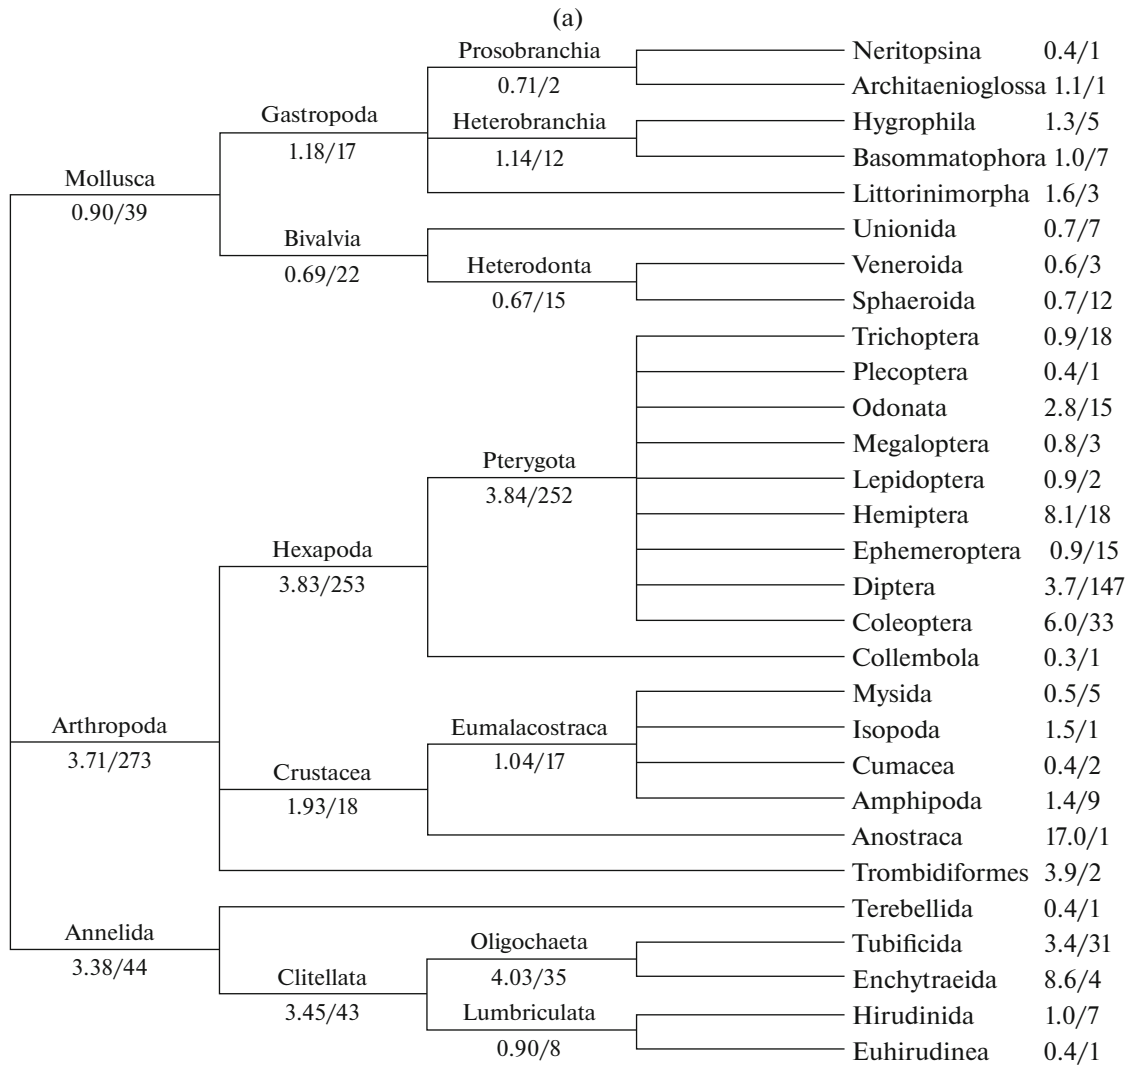 (a)
Prosobranchia
0.71/2
Neritopsina 0.4/1
Architaenioglossa 1.1/1
Gastropoda
1.18/17
Heterobranchia
1.14/12
Hygrophila 1.3/5
Basommatophora 1.0/7
Littorinimorpha 1.6/3
Mollusca
0.90/39
Bivalvia
0.69/22
Unionida 0.7/7
Heterodonta
0.67/15
Veneroida 0.6/3
Sphaeroida 0.7/12
Trichoptera 0.9/18
Plecoptera 0.4/1
Odonata 2.8/15
Megaloptera 0.8/3
Pterygota
3.84/252
Lepidoptera 0.9/2
Hemiptera 8.1/18
Ephemeroptera 0.9/15
Diptera 3.7/147
Coleoptera 6.0/33
Hexapoda
3.83/253
Collembola 0.3/1
Arthropoda
3.71/273
Mysida 0.5/5
Eumalacostraca
1.04/17
Isopoda 1.5/1
Cumacea 0.4/2
Amphipoda 1.4/9
Crustacea
1.93/18
Anostraca 17.0/1
Trombidiformes 3.9/2
Terebellida 0.4/1
Annelida
3.38/44
Oligochaeta
4.03/35
Tubificida 3.4/31
Enchytraeida 8.6/4
Clitellata
3.45/43
Lumbriculata
0.90/8
Hirudinida 1.0/7
Euhirudinea 0.4/1